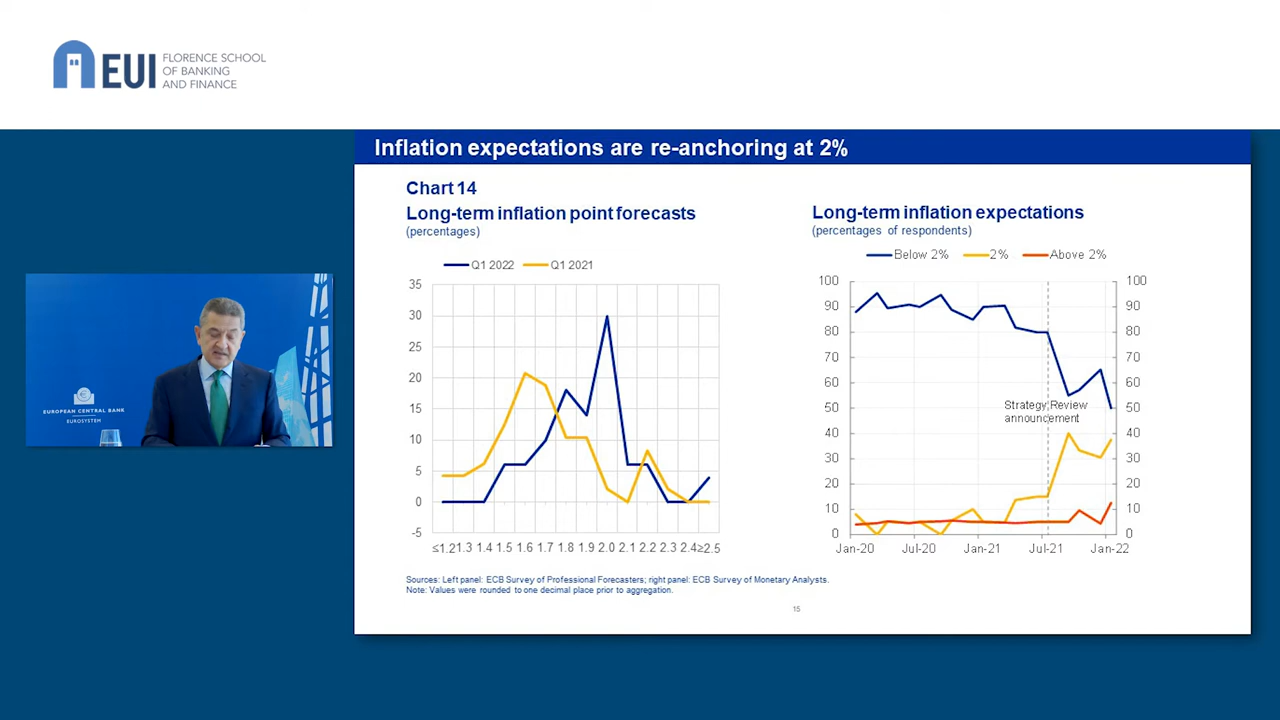 EUI
FLORENCE SCHOOL
OF BANKING
AND FINANCE
Inflation expectations are re-anchoring at 2%
Chart 14
Long-term inflation point forecasts
(percentages)
Q1 2022 Q1 2021
35
30
25
20
15
10
5
0
-5
≤1.2 1.3 1.4 1.5 1.6 1.7 1.8 1.9 2.0 2.1 2.2 2.3 2.4 ≥2.5
Long-term inflation expectations
(percentages of respondents)
Below 2% 2% Above 2%
100 100
90 90
80 80
70 70
60 60
50 50
40 40
30 30
20 20
10 10
0 0
Strategy Review
announcement
Jan-20 Jul-20 Jan-21 Jul-21 Jan-22
Sources: Left panel: ECB Survey of Professional Forecasters; right panel: ECB Survey of Monetary Analysts.
Note: Values were rounded to one decimal place prior to aggregation.
15
EUROPEAN CENTRAL BANK
EUROSYSTEM